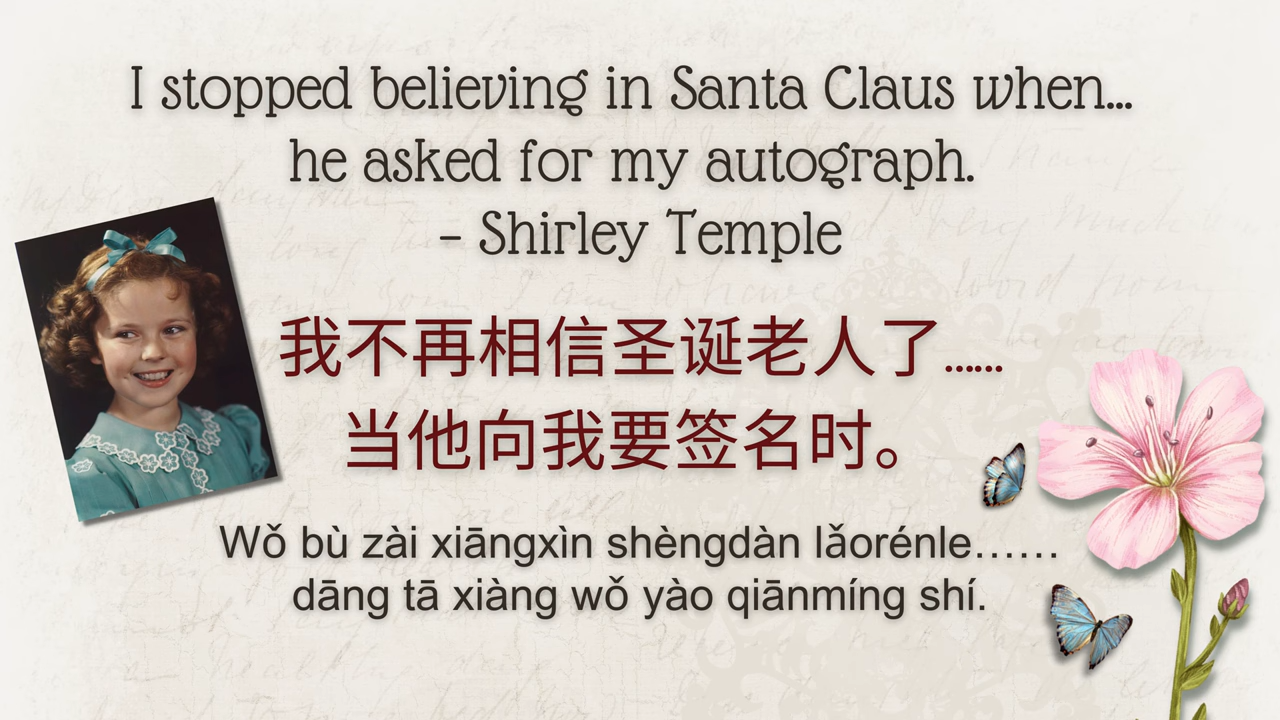 I stopped believing in Santa Claus when...
he asked for my autograph.
- Shirley Temple
我不再相信圣诞老人了……
当他向我要签名时。
Wǒ bù zài xiāngxìn shèngdàn lǎorénle……
dāng tā xiàng wǒ yào qiānmíng shí.